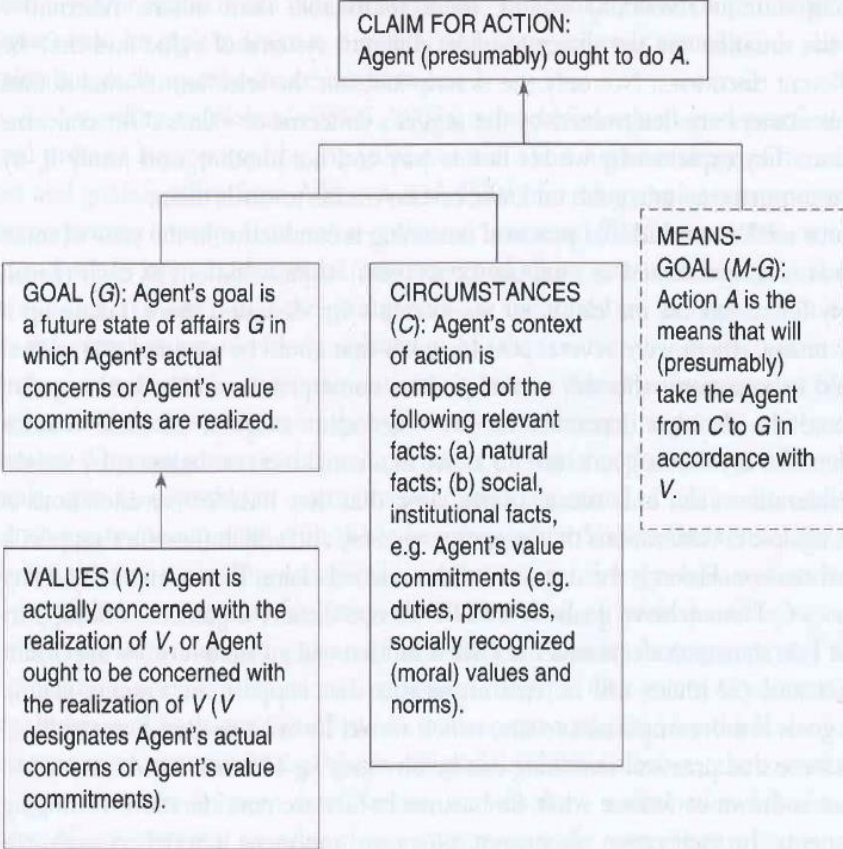 CLAIM FOR ACTION:
Agent (presumably) ought to do A.
GOAL (G): Agent's goal is
a future state of affairs G in
which Agent's actual
concerns or Agent's value
commitments are realized.
CIRCUMSTANCES
(C): Agent's context
of action is
composed of the
following relevant
facts: (a) natural
facts; (b) social,
institutional facts,
e.g. Agent's value
commitments (e.g.
duties, promises,
socially recognized
(moral) values and
norms).
MEANS-
GOAL (M-G):
Action A is the
means that will
(presumably)
take the Agent
from C to G in
accordance with
V.
VALUES (V): Agent is
actually concerned with the
realization of V, or Agent
ought to be concerned with
the realization of V (V
designates Agent's actual
concerns or Agent's value
commitments).